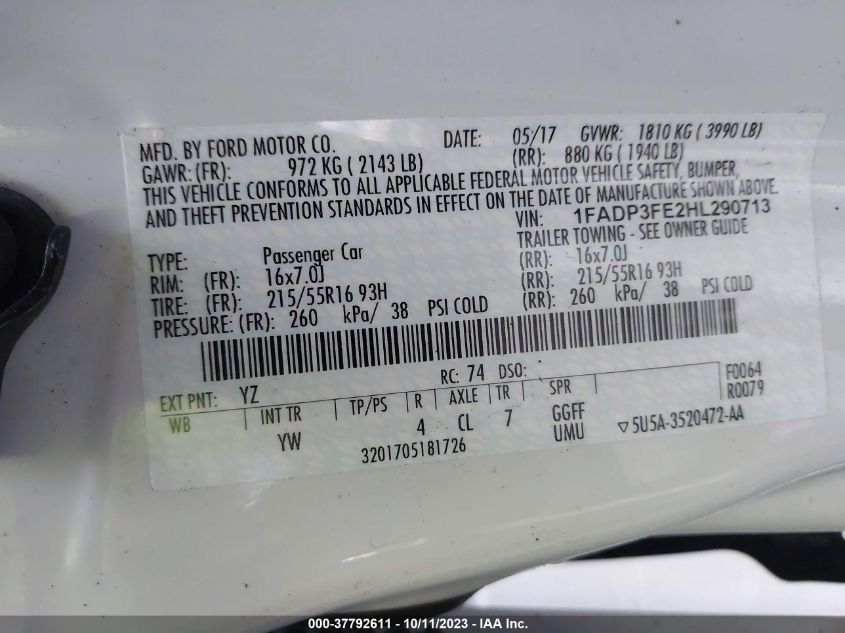 MFD. BY FORD MOTOR CO. DATE: 05/17 GVWR: 1810 KG ( 3990 LB)
GAWR: (FR): 972 KG ( 2143 LB) (RR): 880 KG ( 1940 LB)
THIS VEHICLE CONFORMS TO ALL APPLICABLE FEDERAL MOTOR VEHICLE SAFETY, BUMPER,
AND THEFT PREVENTION STANDARDS IN EFFECT ON THE DATE OF MANUFACTURE SHOWN ABOVE.
VIN: 1FADP3FE2HL290713
TYPE: Passenger Car TRAILER TOWING - SEE OWNER GUIDE
RIM: (FR): 16x7.0J (RR): 16x7.0J
TIRE: (FR): 215/55R16 93H (RR): 215/55R16 93H
PRESSURE: (FR): 260 kPa/ 38 PSI COLD (RR): 260 kPa/ 38 PSI COLD
EXT PNT: YZ RC: 74 DSO: F0064
WB INT TR TP/PS R AXLE TR SPR R0079
YW 4 CL 7 GGFF
UMU ▽5U5A-3520472-AA
3201705181726
000-37792611 - 10/11/2023 - IAA Inc.